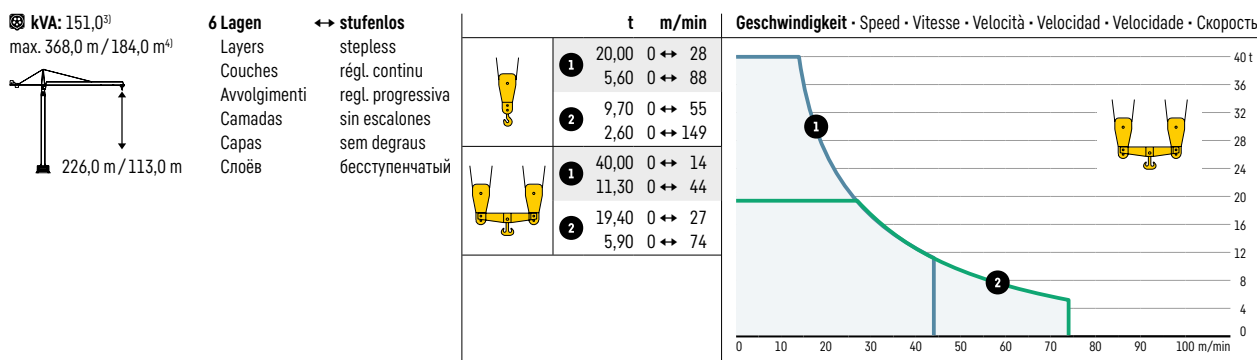 kVA: 151,0³⁾
max. 368,0 m / 184,0 m⁴⁾
226,0 m / 113,0 m
6 Lagen ↔ stufenlos
Layers stepless
Couches régl. continu
Avvolgimenti regl. progressiva
Camadas sin escalones
Capas sem degraus
Слоёв бесступенчатый
t m/min
1 20,00 0 ↔ 28
5,60 0 ↔ 88
2 9,70 0 ↔ 55
2,60 0 ↔ 149
1 40,00 0 ↔ 14
11,30 0 ↔ 44
2 19,40 0 ↔ 27
5,90 0 ↔ 74
Geschwindigkeit · Speed · Vitesse · Velocità · Velocidad · Velocidade · Скорость
40 t
36
32
28
24
20
16
12
8
4
0
1
2
0 10 20 30 40 50 60 70 80 90 100 m/min